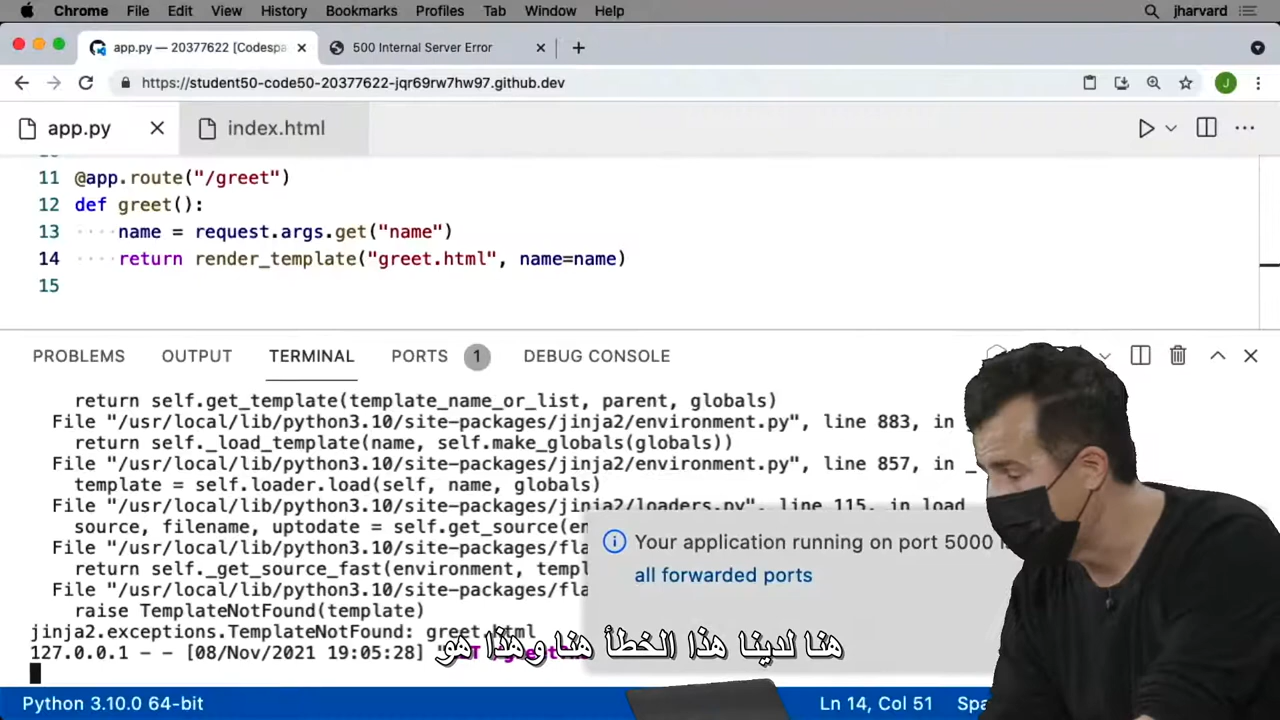 Chrome File Edit View History Bookmarks Profiles Tab Window Help jharvard
app.py — 20377622 [Codespa
500 Internal Server Error
https://student50-code50-20377622-jqr69rw7hw97.github.dev
J
app.py
index.html
11 @app.route("/greet")
12 def greet():
13 name = request.args.get("name")
14 return render_template("greet.html", name=name)
15
PROBLEMS OUTPUT TERMINAL PORTS 1 DEBUG CONSOLE
return self.get_template(template_name_or_list, parent, globals)
File "/usr/local/lib/python3.10/site-packages/jinja2/environment.py", line 883, in
return self._load_template(name, self.make_globals(globals))
File "/usr/local/lib/python3.10/site-packages/jinja2/environment.py", line 857, in _
template = self.loader.load(self, name, globals)
File "/usr/local/lib/python3.10/site-packages/jinja2/loaders.py", line 115, in load
source, filename, uptodate = self.get_source(en
File "/usr/local/lib/python3.10/site-packages/fla
return self._get_source_fast(environment, templ
File "/usr/local/lib/python3.10/site-packages/fla
raise TemplateNotFound(template)
jinja2.exceptions.TemplateNotFound: greet.html
127.0.0.1 - - [08/Nov/2021 19:05:28]
Your application running on port 5000
all forwarded ports
هنا لدينا هذا الخطأ هنا وهذا هو
Python 3.10.0 64-bit
Ln 14, Col 51
Spa